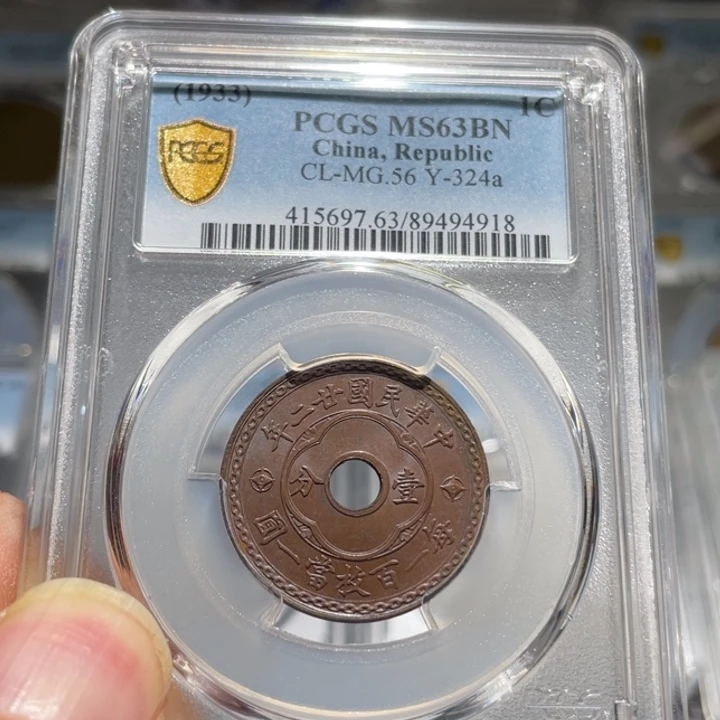 (1933) 1C
PCGS MS63BN
China, Republic
CL-MG.56 Y-324a
415697.63/89494918
PCGS
中華民國廿二年
壹分
每一百枚當一圓